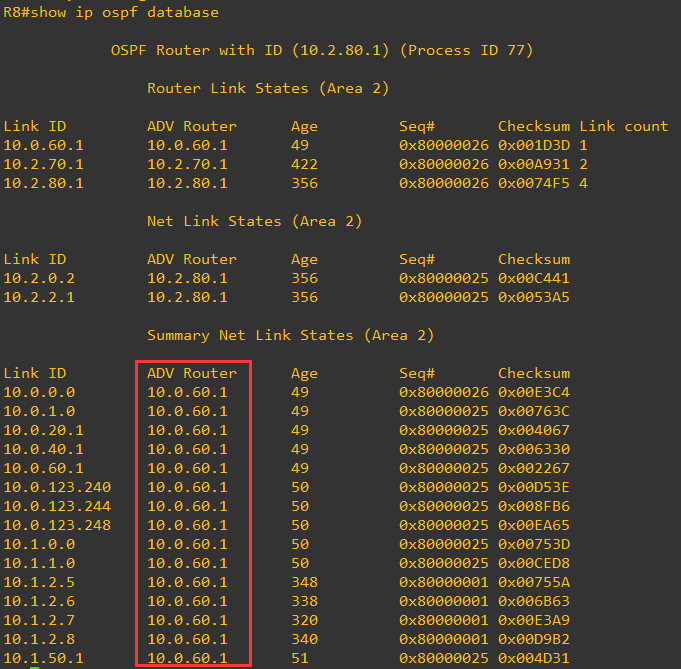 R8#show ip ospf database
OSPF Router with ID (10.2.80.1) (Process ID 77)
Router Link States (Area 2)
Link ID ADV Router Age Seq# Checksum Link count
10.0.60.1 10.0.60.1 49 0x80000026 0x001D3D 1
10.2.70.1 10.2.70.1 422 0x80000026 0x00A931 2
10.2.80.1 10.2.80.1 356 0x80000026 0x0074F5 4
Net Link States (Area 2)
Link ID ADV Router Age Seq# Checksum
10.2.0.2 10.2.80.1 356 0x80000025 0x00C441
10.2.2.1 10.2.80.1 356 0x80000025 0x0053A5
Summary Net Link States (Area 2)
Link ID ADV Router Age Seq# Checksum
10.0.0.0 10.0.60.1 49 0x80000026 0x00E3C4
10.0.1.0 10.0.60.1 49 0x80000025 0x00763C
10.0.20.1 10.0.60.1 49 0x80000025 0x004067
10.0.40.1 10.0.60.1 49 0x80000025 0x006330
10.0.60.1 10.0.60.1 49 0x80000025 0x002267
10.0.123.240 10.0.60.1 50 0x80000025 0x00D53E
10.0.123.244 10.0.60.1 50 0x80000025 0x008FB6
10.0.123.248 10.0.60.1 50 0x80000025 0x00EA65
10.1.0.0 10.0.60.1 50 0x80000025 0x00753D
10.1.1.0 10.0.60.1 50 0x80000025 0x00CED8
10.1.2.5 10.0.60.1 348 0x80000001 0x00755A
10.1.2.6 10.0.60.1 338 0x80000001 0x006B63
10.1.2.7 10.0.60.1 320 0x80000001 0x00E3A9
10.1.2.8 10.0.60.1 340 0x80000001 0x00D9B2
10.1.50.1 10.0.60.1 51 0x80000025 0x004D31